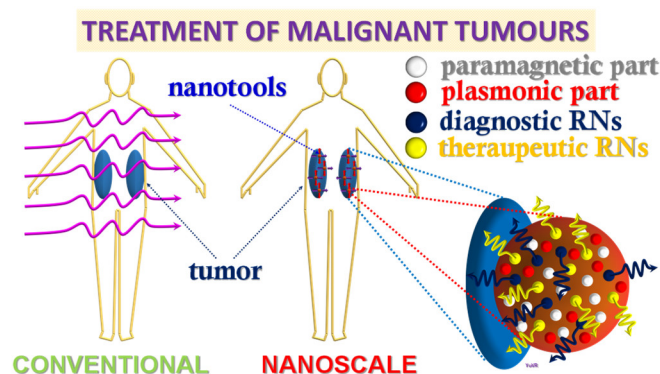 TREATMENT OF MALIGNANT TUMOURS
nanotools
paramagnetic part
plasmonic part
diagnostic RNs
theraupeutic RNs
tumor
CONVENTIONAL
NANOSCALE